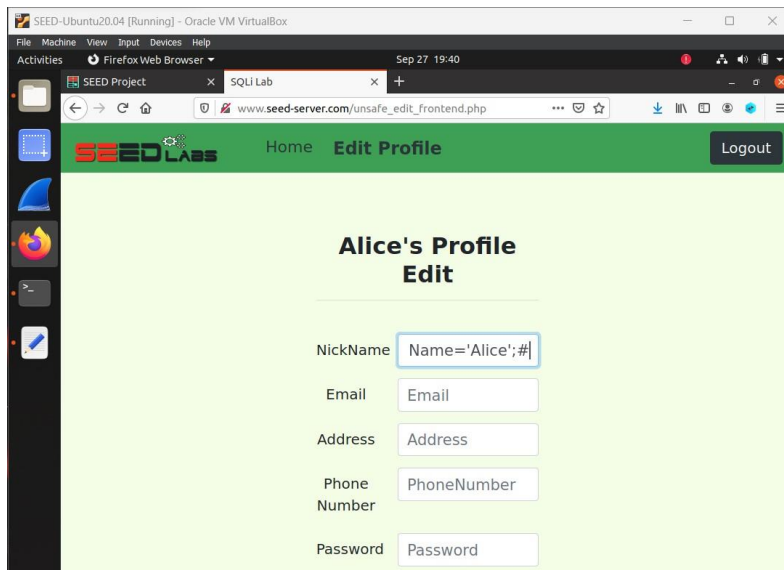 SEED-Ubuntu20.04 [Running] - Oracle VM VirtualBox
File Machine View Input Devices Help
Activities Firefox Web Browser Sep 27 19:40
SEED Project SQLi Lab
www.seed-server.com/unsafe_edit_frontend.php
SEEDLABS Home Edit Profile Logout
Alice's Profile
Edit
NickName Name='Alice';#
Email Email
Address Address
Phone
Number PhoneNumber
Password Password